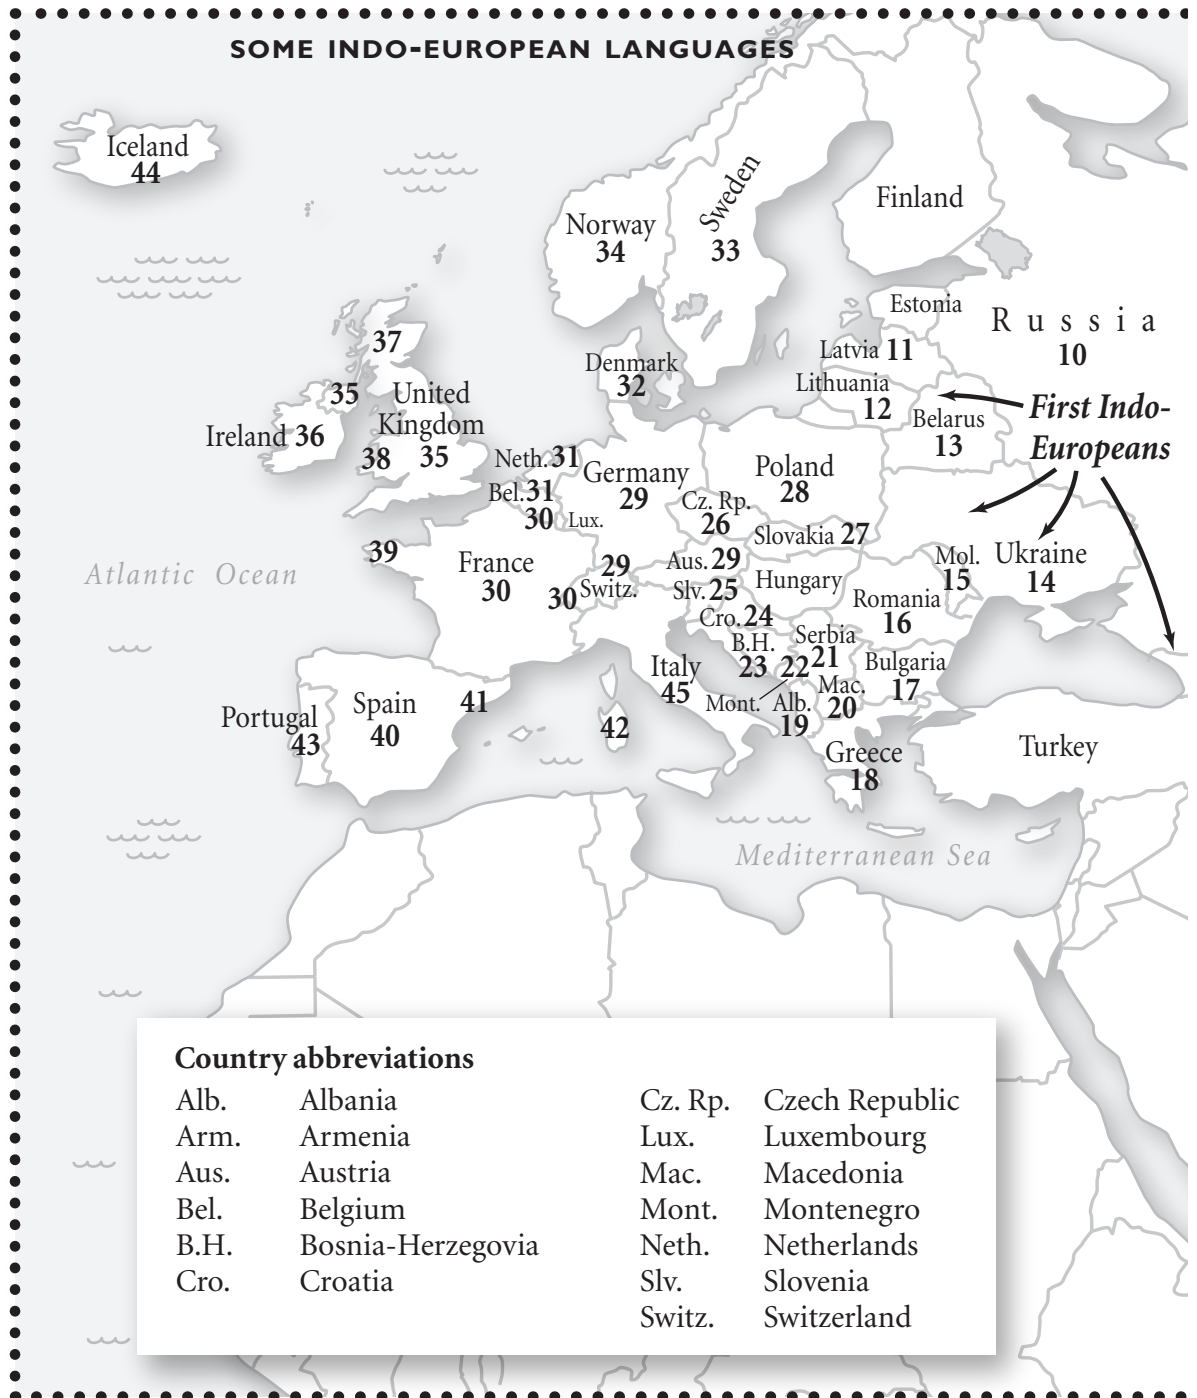 SOME INDO-EUROPEAN LANGUAGES
Iceland
44
Norway
34
Sweden
33
Finland
Estonia
Russia
10
Latvia 11
Lithuania
12
Belarus
13
First Indo-
Europeans
37
35
United
Kingdom
35
Ireland 36
38
Denmark
32
Neth. 31
Bel. 31
30
Lux.
Germany
29
Poland
28
Cz. Rp.
26
Slovakia 27
39
France
30
29
Switz.
30
Aus. 29
Slv. 25
Hungary
Cro. 24
Mol.
15
Ukraine
14
Romania
16
B.H.
23
Serbia
21
22
Mont.
Bulgaria
17
Mac.
20
Alb.
19
Italy
45
Atlantic Ocean
Portugal
43
Spain
40
41
42
Greece
18
Turkey
Mediterranean Sea
Country abbreviations
Alb. Albania
Arm. Armenia
Aus. Austria
Bel. Belgium
B.H. Bosnia-Herzegovia
Cro. Croatia
Cz. Rp. Czech Republic
Lux. Luxembourg
Mac. Macedonia
Mont. Montenegro
Neth. Netherlands
Slv. Slovenia
Switz. Switzerland